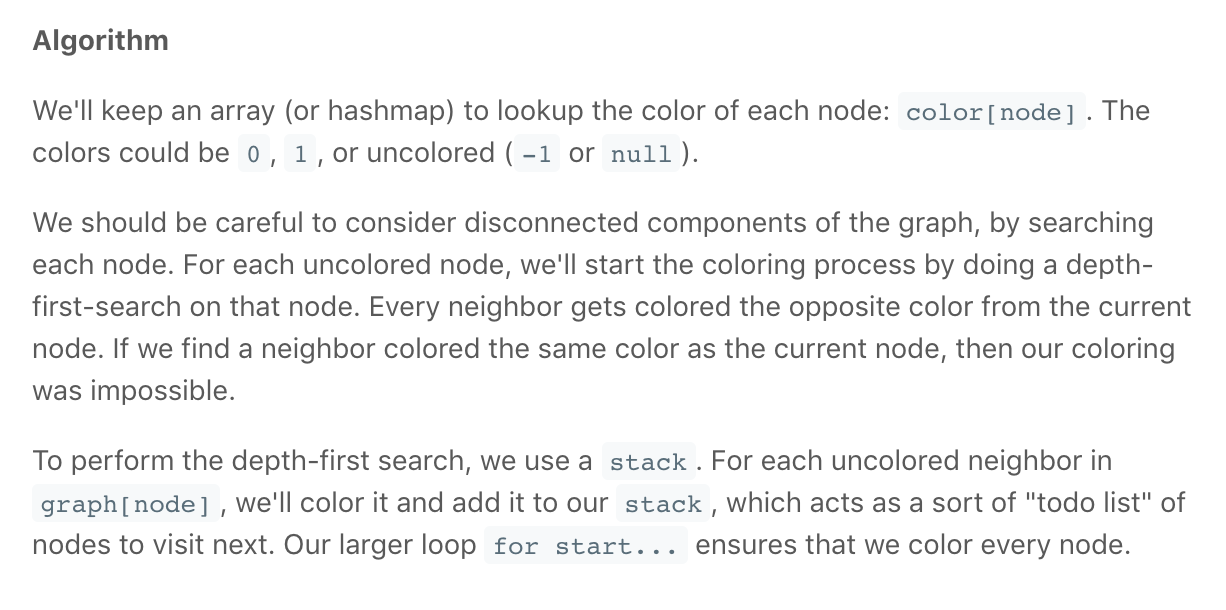 Algorithm
We'll keep an array (or hashmap) to lookup the color of each node: color[node]. The
colors could be 0, 1, or uncolored (-1 or null).
We should be careful to consider disconnected components of the graph, by searching
each node. For each uncolored node, we'll start the coloring process by doing a depth-
first-search on that node. Every neighbor gets colored the opposite color from the current
node. If we find a neighbor colored the same color as the current node, then our coloring
was impossible.
To perform the depth-first search, we use a stack. For each uncolored neighbor in
graph[node], we'll color it and add it to our stack, which acts as a sort of "todo list" of
nodes to visit next. Our larger loop for start... ensures that we color every node.